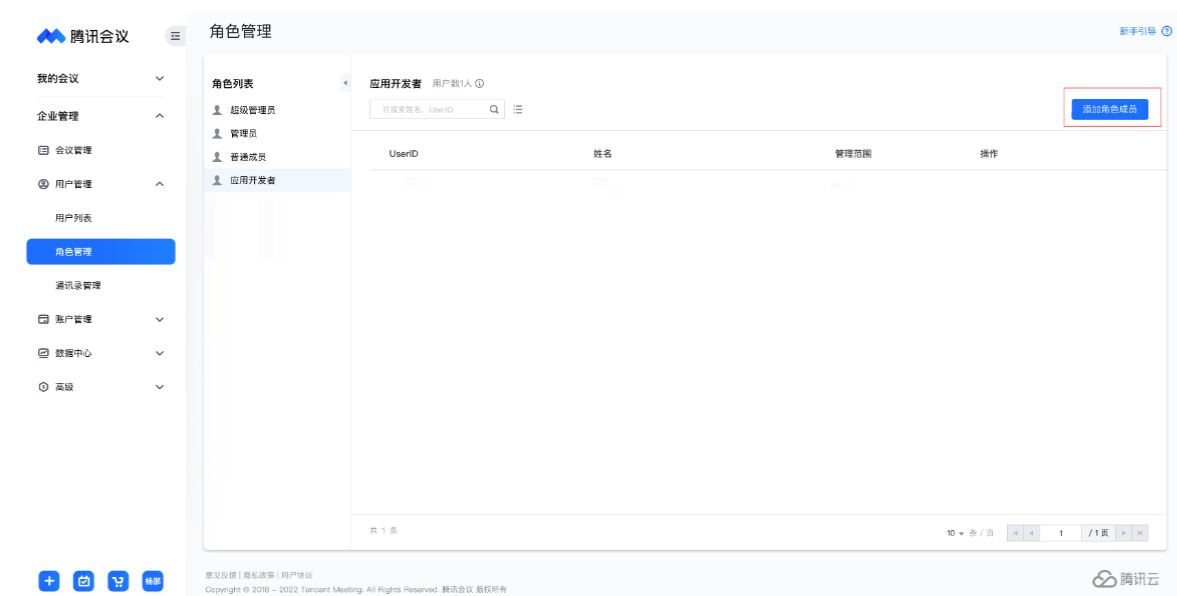 腾讯会议
角色管理
新手引导
我的会议
企业管理
会议管理
用户管理
用户列表
角色管理
通讯录管理
账户管理
数据中心
高级
角色列表
超级管理员
管理员
普通成员
应用开发者
应用开发者 用户数1人
可搜索姓名、UserID
添加角色成员
UserID 姓名 管理范围 操作
共 1 条
10 条 / 页 1 / 1 页
意见反馈 | 隐私政策 | 用户协议
Copyright © 2018 – 2022 Tencent Meeting. All Rights Reserved. 腾讯会议 版权所有
腾讯云